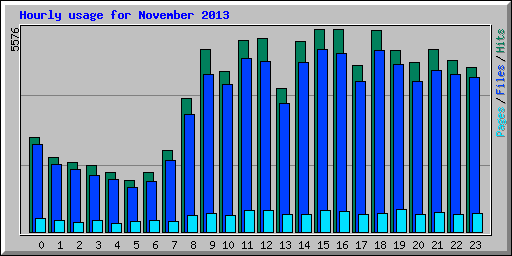 Hourly usage for November 2013
5576
Pages / Files / Hits
0 1 2 3 4 5 6 7 8 9 10 11 12 13 14 15 16 17 18 19 20 21 22 23